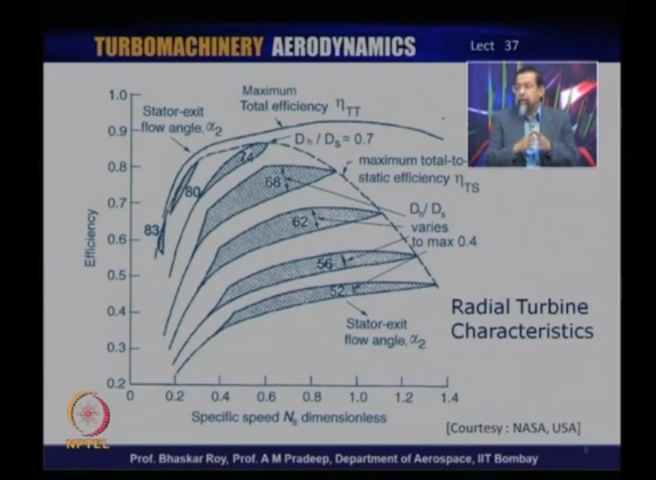 TURBOMACHINERY AERODYNAMICS
Lect 37
Maximum
Total efficiency ηTT
Stator-exit
flow angle, α2
Dh / Ds = 0.7
maximum total-to-
static efficiency ηTS
Dh/ Ds
varies
to max 0.4
83
80
74
68
62
56
52
Stator-exit
flow angle, α2
Efficiency
1.0
0.9
0.8
0.7
0.6
0.5
0.4
0.3
0.2
0
0.2
0.4
0.6
0.8
1.0
1.2
1.4
Specific speed Ns dimensionless
Radial Turbine
Characteristics
[Courtesy : NASA, USA]
NPTEL
6
Prof. Bhaskar Roy, Prof. A M Pradeep, Department of Aerospace, IIT Bombay